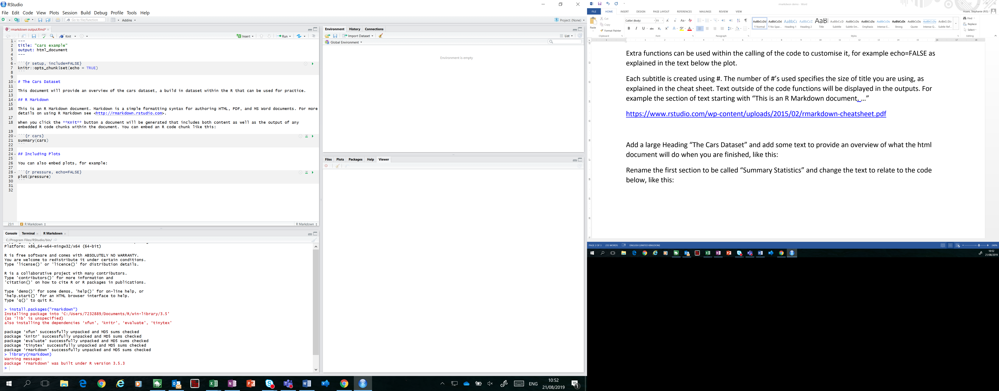 RStudio
File Edit Code View Plots Session Build Debug Profile Tools Help
Go to file/function Addins Project: (None)
rmarkdown output.Rmd*
Knit Insert Run
1 ---
2 title: "cars example"
3 output: html_document
4 ---
5
6 ```{r setup, include=FALSE}
7 knitr::opts_chunk$set(echo = TRUE)
8 ```
9
10 # The Cars Dataset
11
12 This document will provide an overview of the cars dataset, a build in dataset within the R that can be used for practice.
13
14 ## R Markdown
15
16 This is an R Markdown document. Markdown is a simple formatting syntax for authoring HTML, PDF, and MS Word documents. For more
details on using R Markdown see <http://rmarkdown.rstudio.com>.
17
18 When you click the **Knit** button a document will be generated that includes both content as well as the output of any
embedded R code chunks within the document. You can embed an R code chunk like this:
19
20 ```{r cars}
21 summary(cars)
22 ```
23
24 ## Including Plots
25
26 You can also embed plots, for example:
27
28 ```{r pressure, echo=FALSE}
29 plot(pressure)
30 ```
31
32
23:1 R Markdown R Markdown
Console Terminal R Markdown
C:/Program Files/RStudio/bin/
Platform: x86_64-w64-mingw32/x64 (64-bit)
R is free software and comes with ABSOLUTELY NO WARRANTY.
You are welcome to redistribute it under certain conditions.
Type 'license()' or 'licence()' for distribution details.
R is a collaborative project with many contributors.
Type 'contributors()' for more information and
'citation()' on how to cite R or R packages in publications.
Type 'demo()' for some demos, 'help()' for on-line help, or
'help.start()' for an HTML browser interface to help.
Type 'q()' to quit R.
> install.packages("rmarkdown")
Installing package into ‘C:/Users/7232889/Documents/R/win-library/3.5’
(as ‘lib’ is unspecified)
also installing the dependencies ‘xfun’, ‘knitr’, ‘evaluate’, ‘tinytex’
package ‘xfun’ successfully unpacked and MD5 sums checked
package ‘knitr’ successfully unpacked and MD5 sums checked
package ‘evaluate’ successfully unpacked and MD5 sums checked
package ‘tinytex’ successfully unpacked and MD5 sums checked
package ‘rmarkdown’ successfully unpacked and MD5 sums checked
> library(rmarkdown)
Warning message:
package ‘rmarkdown’ was built under R version 3.5.3
>
Environment History Connections
Import Dataset List
Global Environment
Environment is empty
Files Plots Packages Help Viewer
ENG 10:52
21/08/2019 1
rmarkdwon demo - Word
FILE HOME INSERT DESIGN PAGE LAYOUT REFERENCES MAILINGS REVIEW VIEW Hoare, Stephanie (RIS)
Paste Cut Copy Format Painter
Calibri (Body) 11
AaBbCcDd AaBbCcDd AaBbCc AaBbCcD AaBl AaBbCcD AaBbCcDd AaBbCcDd AaBbCcDd AaBbCcDc AaBbCcDd AaBbCcDd AaBbCcDd
1 Normal 1 No Spac... Heading 1 Heading 2 Title Subtitle Subtle Em... Emphasis Intense E... Strong Quote Intense Q... Subtle Ref...
Find Replace Select
Clipboard Font Paragraph Styles Editing
Extra functions can be used within the calling of the code to customise it, for example echo=FALSE as
explained in the text below the plot.
Each subtitle is created using #. The number of #’s used specifies the size of title you are using, as
explained in the cheat sheet. Text outside of the code functions will be displayed in the outputs. For
example the section of text starting with “This is an R Markdown document. ...”
https://www.rstudio.com/wp-content/uploads/2015/02/rmarkdown-cheatsheet.pdf
Add a large Heading “The Cars Dataset” and add some text to provide an overview of what the html
document will do when you are finished, like this:
Rename the first section to be called “Summary Statistics” and change the text to relate to the code
below, like this:
PAGE 2 OF 3 235 WORDS ENGLISH (UNITED KINGDOM) 240%
10:52
21/08/2019